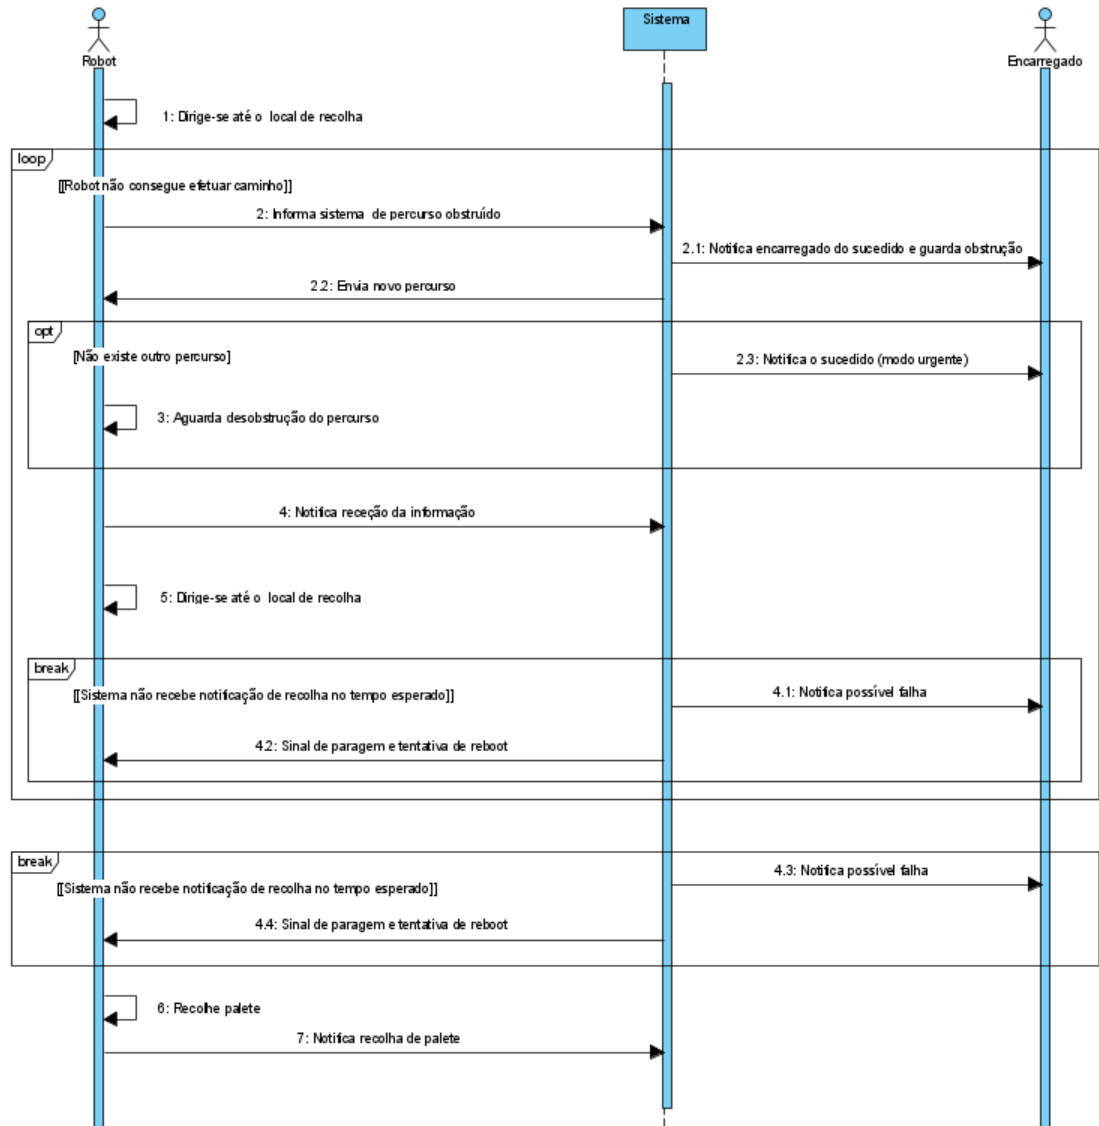 Sistema
Robot
Encarregado
1: Dirige-se até o local de recolha
loop
[[Robot não consegue efetuar caminho]]
2: Informa sistema de percurso obstruído
2.1: Notifica encarregado do sucedido e guarda obstrução
2.2: Envia novo percurso
opt
[Não existe outro percurso]
2.3: Notifica o sucedido (modo urgente)
3: Aguarda desobstrução do percurso
4: Notifica receção da informação
5: Dirige-se até o local de recolha
break
[[Sistema não recebe notificação de recolha no tempo esperado]]
4.1: Notifica possível falha
4.2: Sinal de paragem e tentativa de reboot
break
4.3: Notifica possível falha
[[Sistema não recebe notificação de recolha no tempo esperado]]
4.4: Sinal de paragem e tentativa de reboot
6: Recolhe palete
7: Notifica recolha de palete